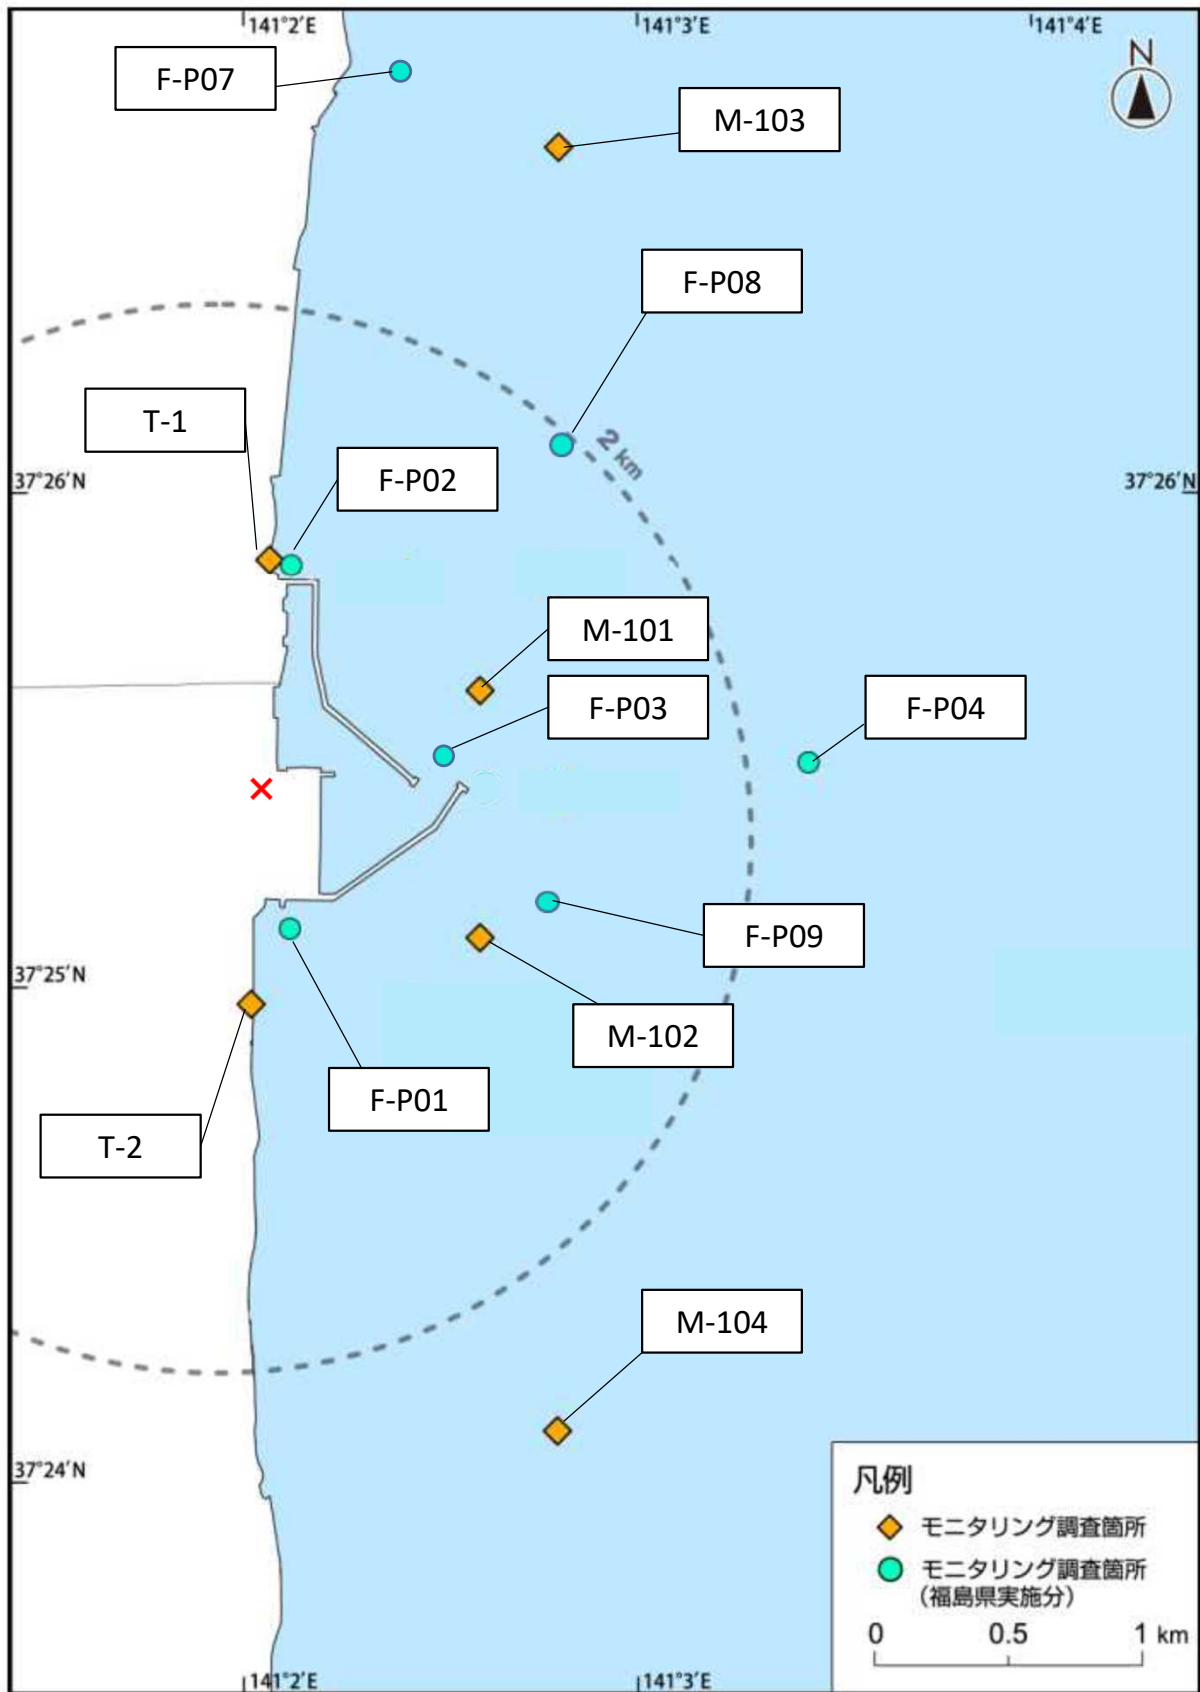 141°2′E
141°3′E
141°4′E
N
F-P07
M-103
F-P08
T-1
2 km
F-P02
37°26′N
37°26′N
M-101
F-P03
F-P04
F-P09
37°25′N
M-102
F-P01
T-2
M-104
37°24′N
凡例
モニタリング調査箇所
モニタリング調査箇所
(福島県実施分)
0 0.5 1 km
141°2′E
141°3′E